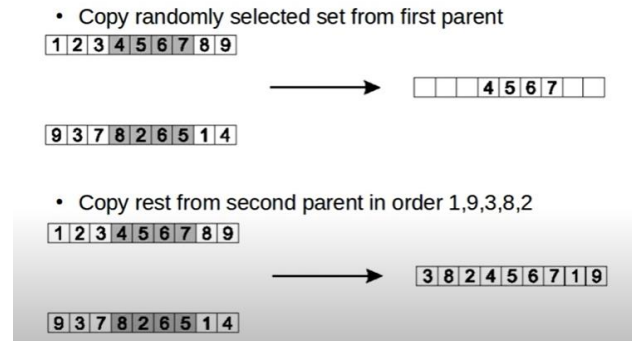 • Copy randomly selected set from first parent
1 2 3 4 5 6 7 8 9
4 5 6 7
9 3 7 8 2 6 5 1 4
• Copy rest from second parent in order 1,9,3,8,2
1 2 3 4 5 6 7 8 9
3 8 2 4 5 6 7 1 9
9 3 7 8 2 6 5 1 4